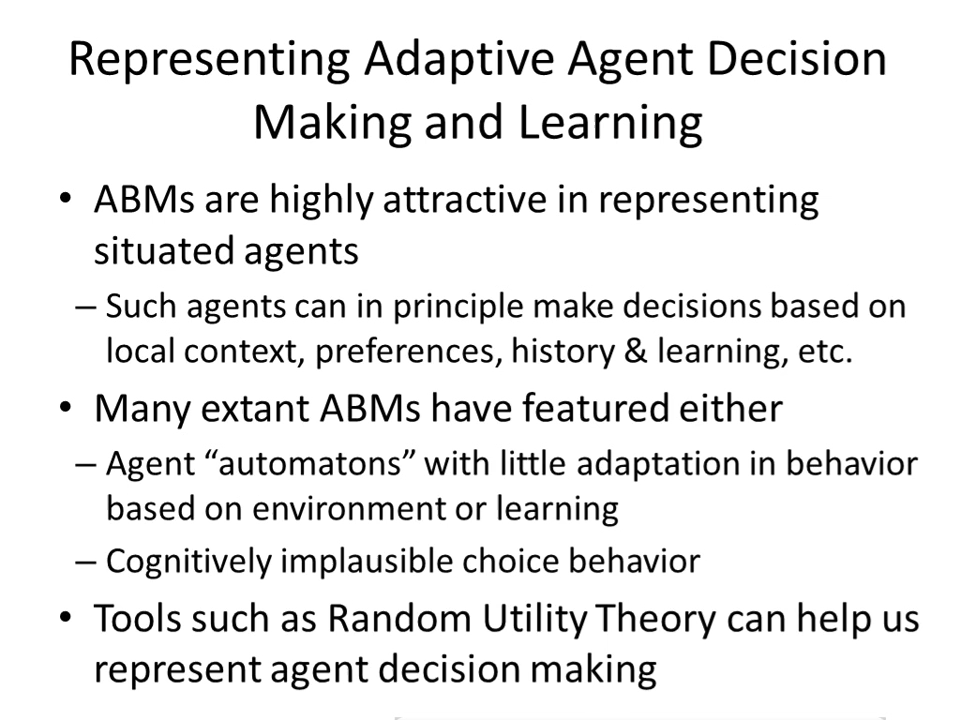 Representing Adaptive Agent Decision
Making and Learning
• ABMs are highly attractive in representing
situated agents
– Such agents can in principle make decisions based on
local context, preferences, history & learning, etc.
• Many extant ABMs have featured either
– Agent “automatons” with little adaptation in behavior
based on environment or learning
– Cognitively implausible choice behavior
• Tools such as Random Utility Theory can help us
represent agent decision making